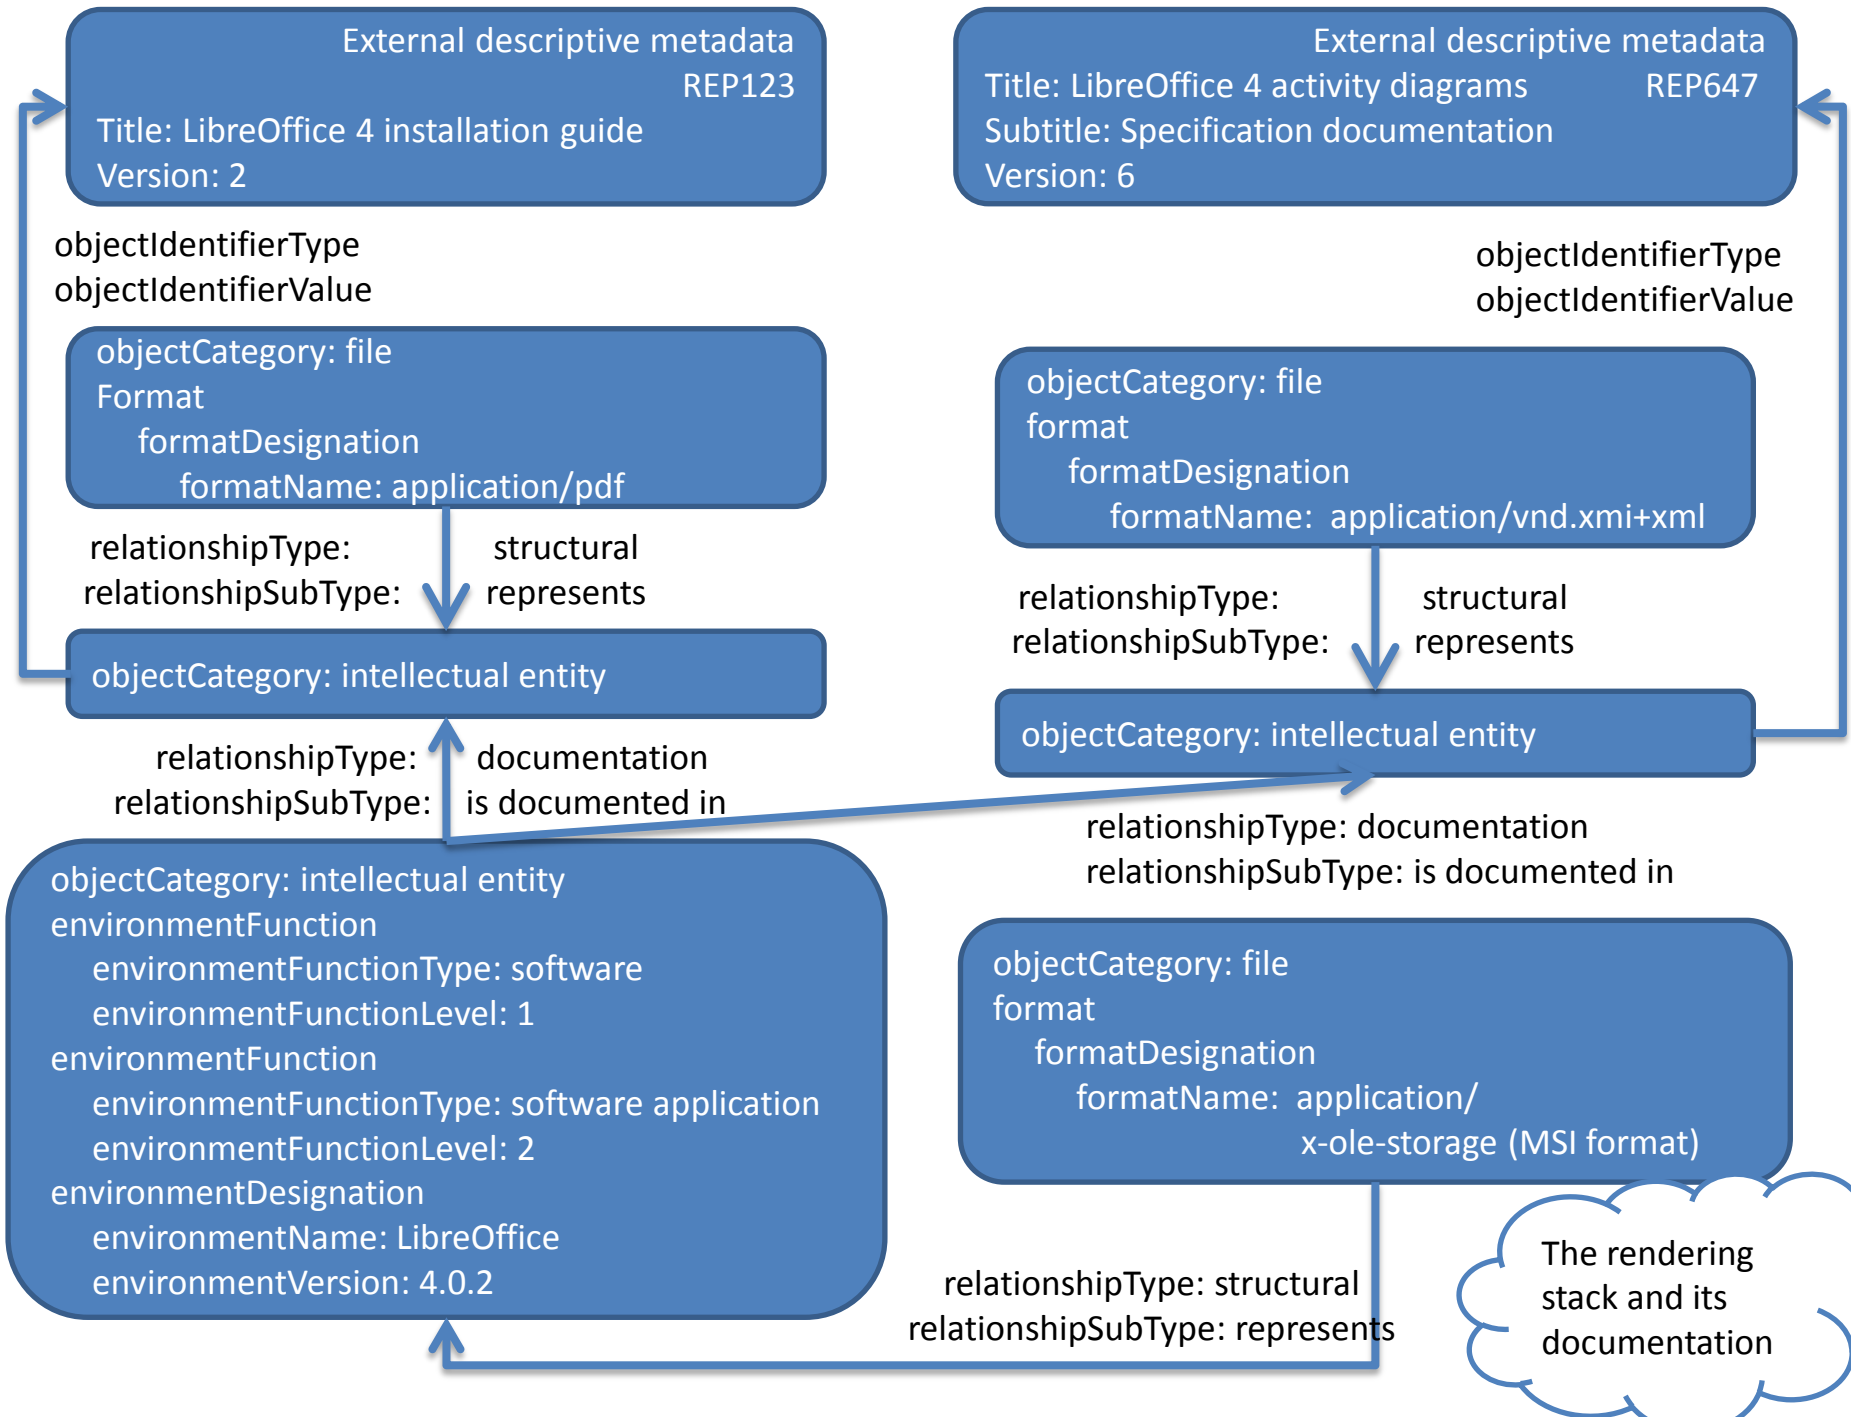 External descriptive metadata
REP123
Title: LibreOffice 4 installation guide
Version: 2
External descriptive metadata
Title: LibreOffice 4 activity diagrams REP647
Subtitle: Specification documentation
Version: 6
objectIdentifierType
objectIdentifierValue
objectIdentifierType
objectIdentifierValue
objectCategory: file
Format
formatDesignation
formatName: application/pdf
objectCategory: file
format
formatDesignation
formatName: application/vnd.xmi+xml
relationshipType: structural
relationshipSubType: represents
relationshipType: structural
relationshipSubType: represents
objectCategory: intellectual entity
objectCategory: intellectual entity
relationshipType: documentation
relationshipSubType: is documented in
relationshipType: documentation
relationshipSubType: is documented in
objectCategory: intellectual entity
environmentFunction
environmentFunctionType: software
environmentFunctionLevel: 1
environmentFunction
environmentFunctionType: software application
environmentFunctionLevel: 2
environmentDesignation
environmentName: LibreOffice
environmentVersion: 4.0.2
objectCategory: file
format
formatDesignation
formatName: application/
x-ole-storage (MSI format)
relationshipType: structural
relationshipSubType: represents
The rendering
stack and its
documentation